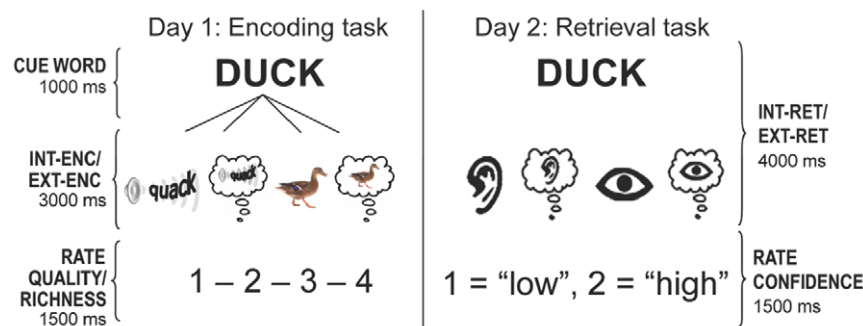 Day 1: Encoding task
CUE WORD
1000 ms
DUCK
INT-ENC/
EXT-ENC
3000 ms
quack
quack
RATE
QUALITY/
RICHNESS
1500 ms
1 – 2 – 3 – 4
Day 2: Retrieval task
DUCK
INT-RET/
EXT-RET
4000 ms
1 = “low”, 2 = “high”
RATE
CONFIDENCE
1500 ms